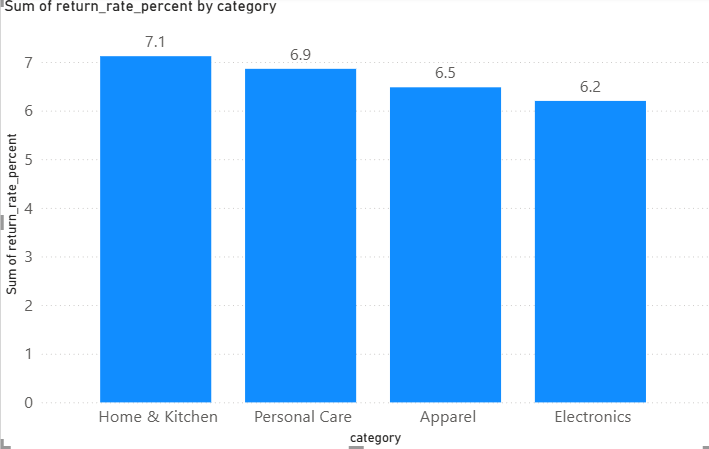 Sum of return_rate_percent by category
Sum of return_rate_percent
7
6
5
4
3
2
1
0
7.1
6.9
6.5
6.2
Home & Kitchen
Personal Care
Apparel
Electronics
category